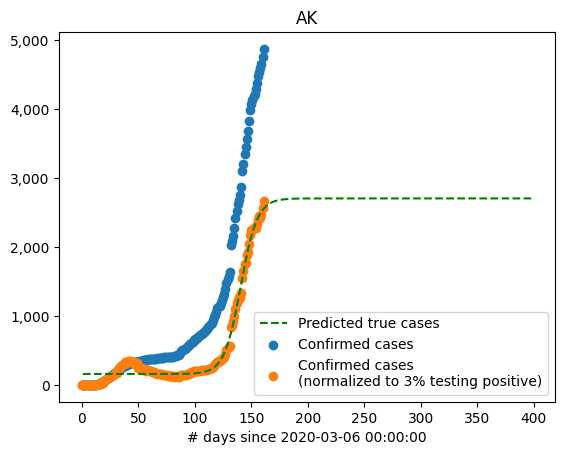 AK
5,000
4,000
3,000
2,000
1,000
0
Predicted true cases
Confirmed cases
Confirmed cases
(normalized to 3% testing positive)
0 50 100 150 200 250 300 350 400
# days since 2020-03-06 00:00:00